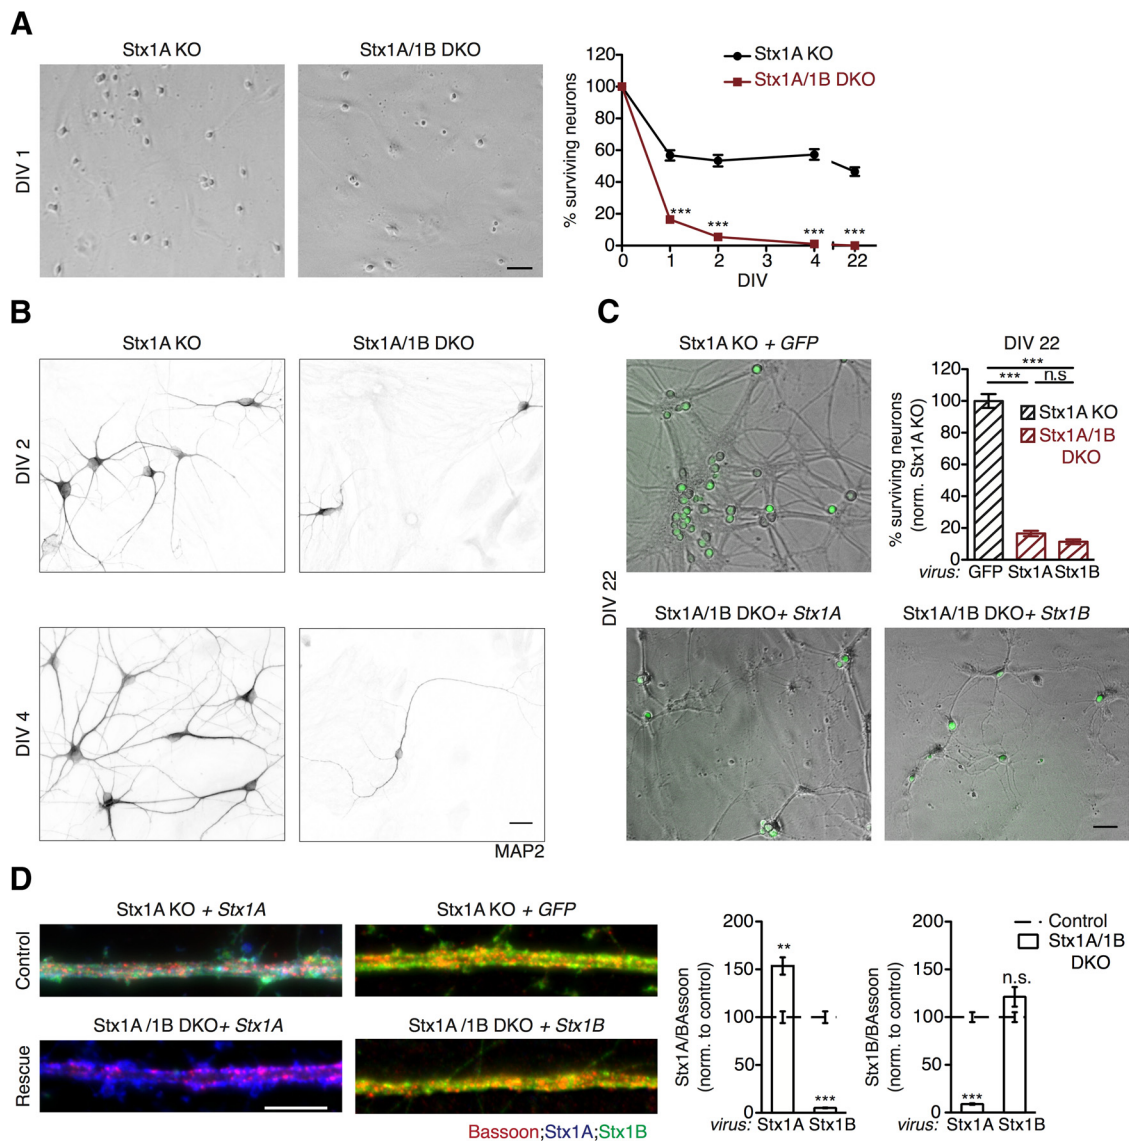 A
Stx1A KO
Stx1A/1B DKO
DIV 1
% surviving neurons
120
100
80
60
40
20
0
Stx1A KO
Stx1A/1B DKO
***
***
***
***
0
1
2
3
4
22
DIV
B
Stx1A KO
Stx1A/1B DKO
DIV 2
DIV 4
MAP2
C
Stx1A KO + GFP
DIV 22
DIV 22
% surviving neurons
(norm. Stx1A KO)
120
100
80
60
40
20
0
***
***
n.s
Stx1A KO
Stx1A/1B
DKO
virus: GFP Stx1A Stx1B
Stx1A/1B DKO+ Stx1A
Stx1A/1B DKO+ Stx1B
D
Stx1A KO + Stx1A
Stx1A KO + GFP
Control
Stx1A /1B DKO+ Stx1A
Stx1A /1B DKO + Stx1B
Rescue
Bassoon;Stx1A;Stx1B
Stx1A/BAssoon
(norm. to control)
200
150
100
50
0
**
***
virus: Stx1A Stx1B
Stx1B/BAssoon
(norm. to control)
200
150
100
50
0
Control
Stx1A/1B
DKO
n.s.
***
virus: Stx1A Stx1B